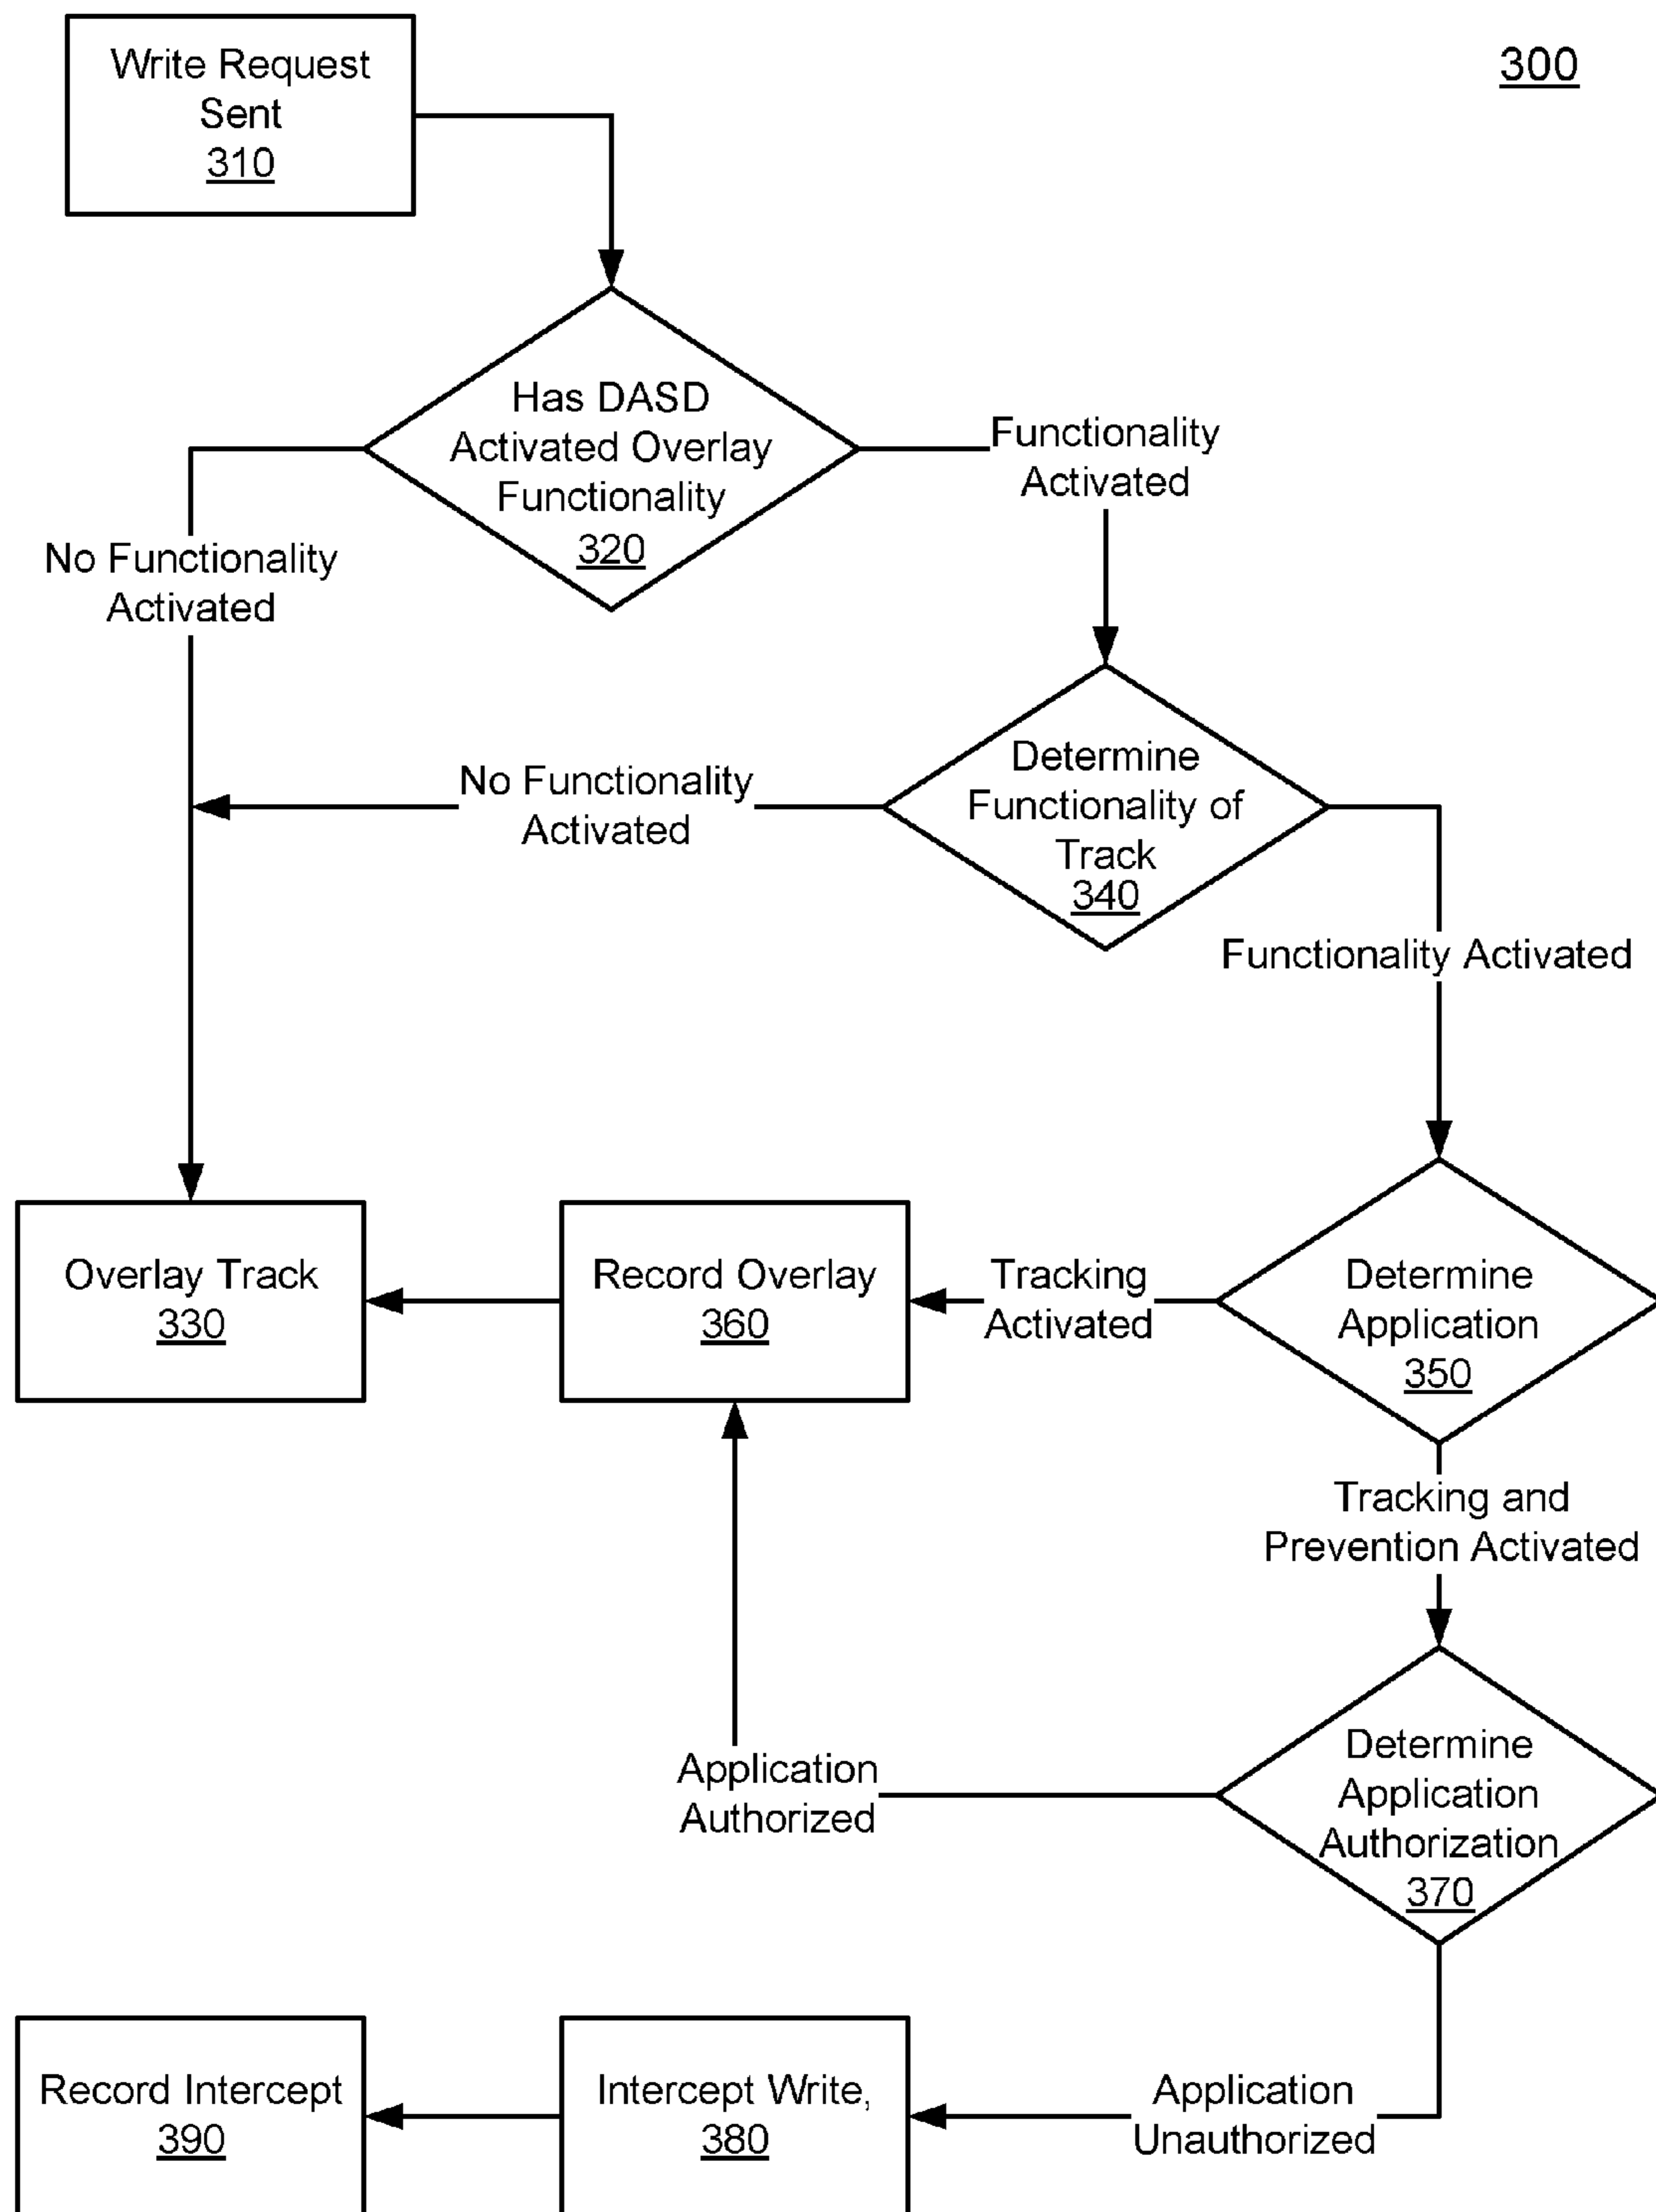 Write Request
Sent
310
300
Has DASD
Activated Overlay
Functionality
320
Functionality
Activated
No Functionality
Activated
Determine
Functionality of
Track
340
No Functionality
Activated
Functionality Activated
Overlay Track
330
Record Overlay
360
Tracking
Activated
Determine
Application
350
Tracking and
Prevention Activated
Application
Authorized
Determine
Application
Authorization
370
Record Intercept
390
Intercept Write,
380
Application
Unauthorized